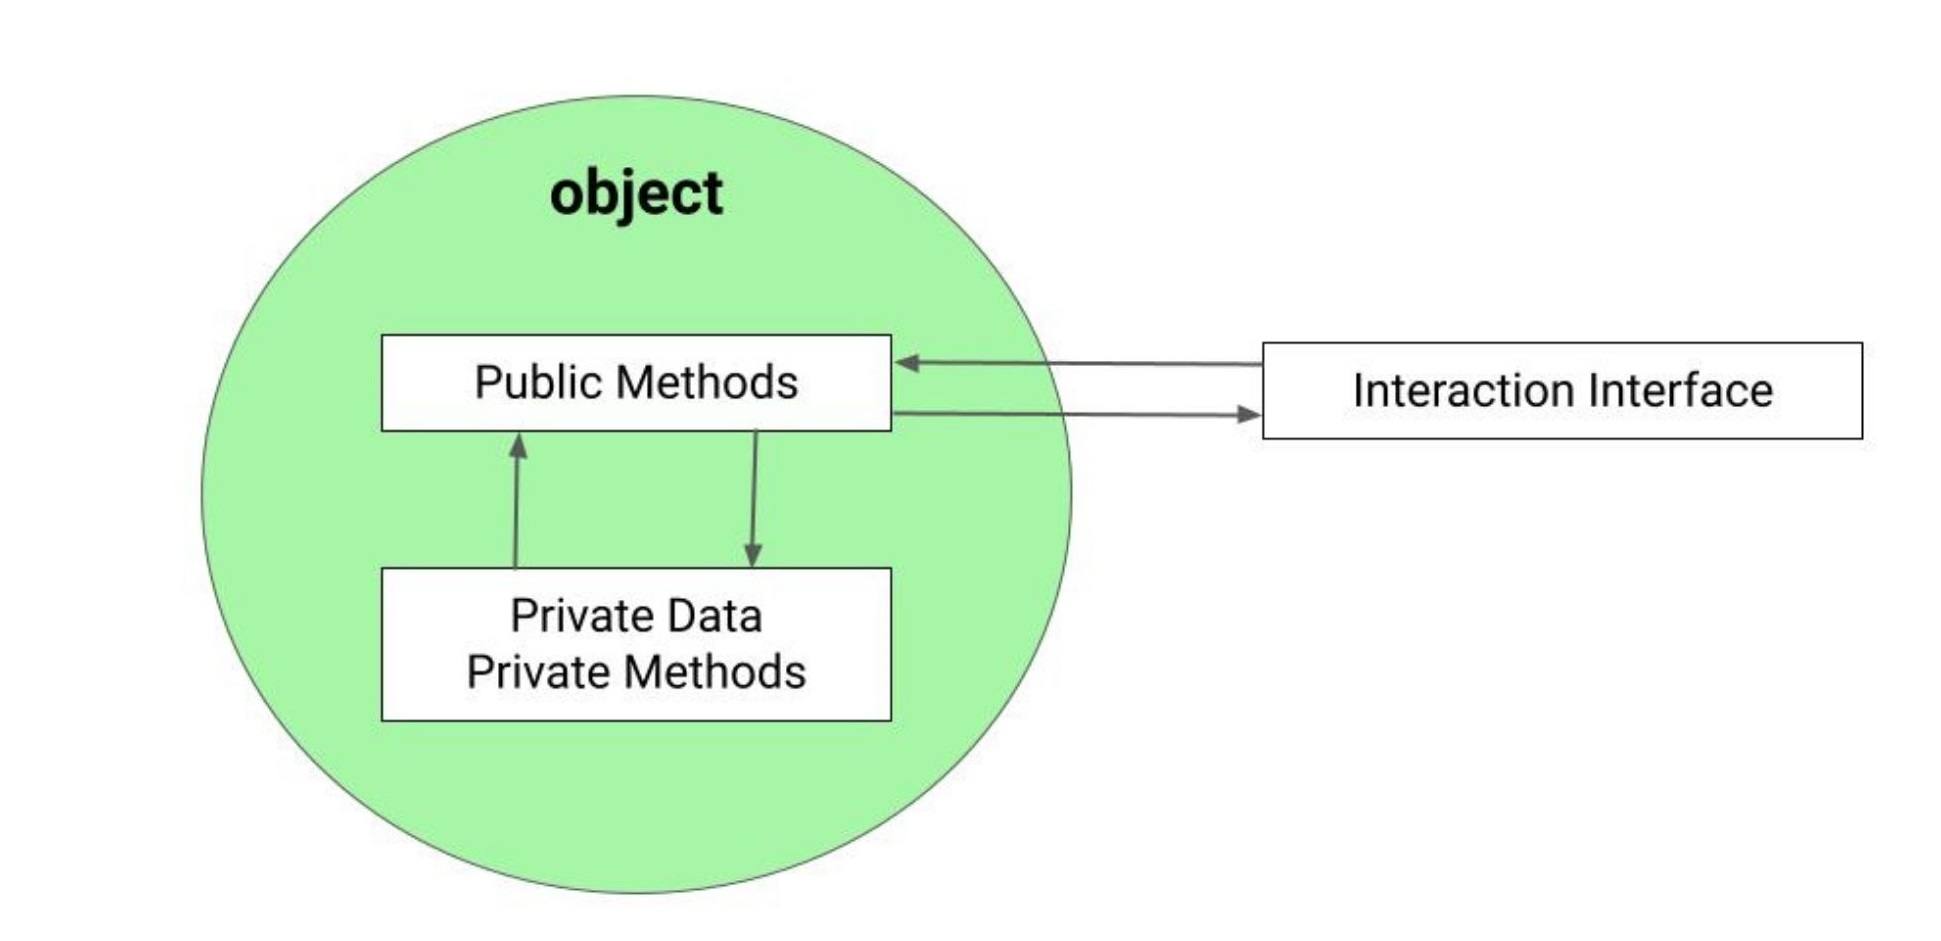 object
Public Methods
Interaction Interface
Private Data
Private Methods